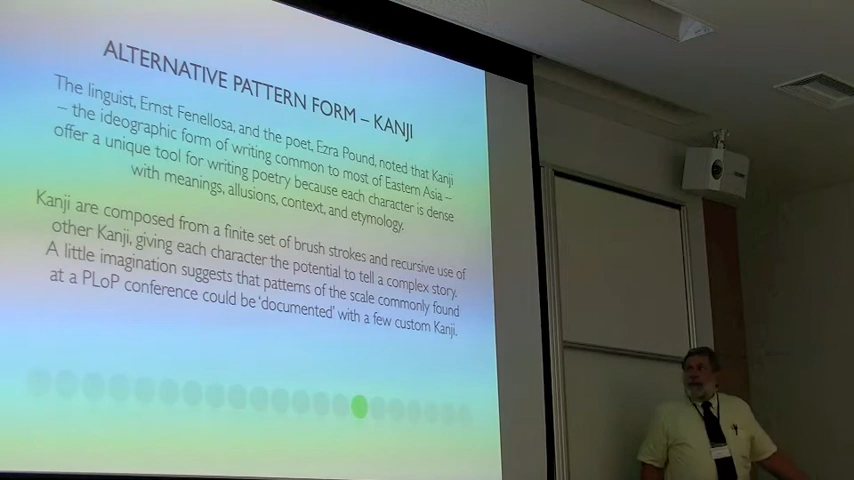 ALTERNATIVE PATTERN FORM – KANJI
The linguist, Ernst Fenellosa, and the poet, Ezra Pound, noted that Kanji
– the ideographic form of writing common to most of Eastern Asia –
offer a unique tool for writing poetry because each character is dense
with meanings, allusions, context, and etymology.
Kanji are composed from a finite set of brush strokes and recursive use of
other Kanji, giving each character the potential to tell a complex story.
A little imagination suggests that patterns of the scale commonly found
at a PLoP conference could be 'documented' with a few custom Kanji.